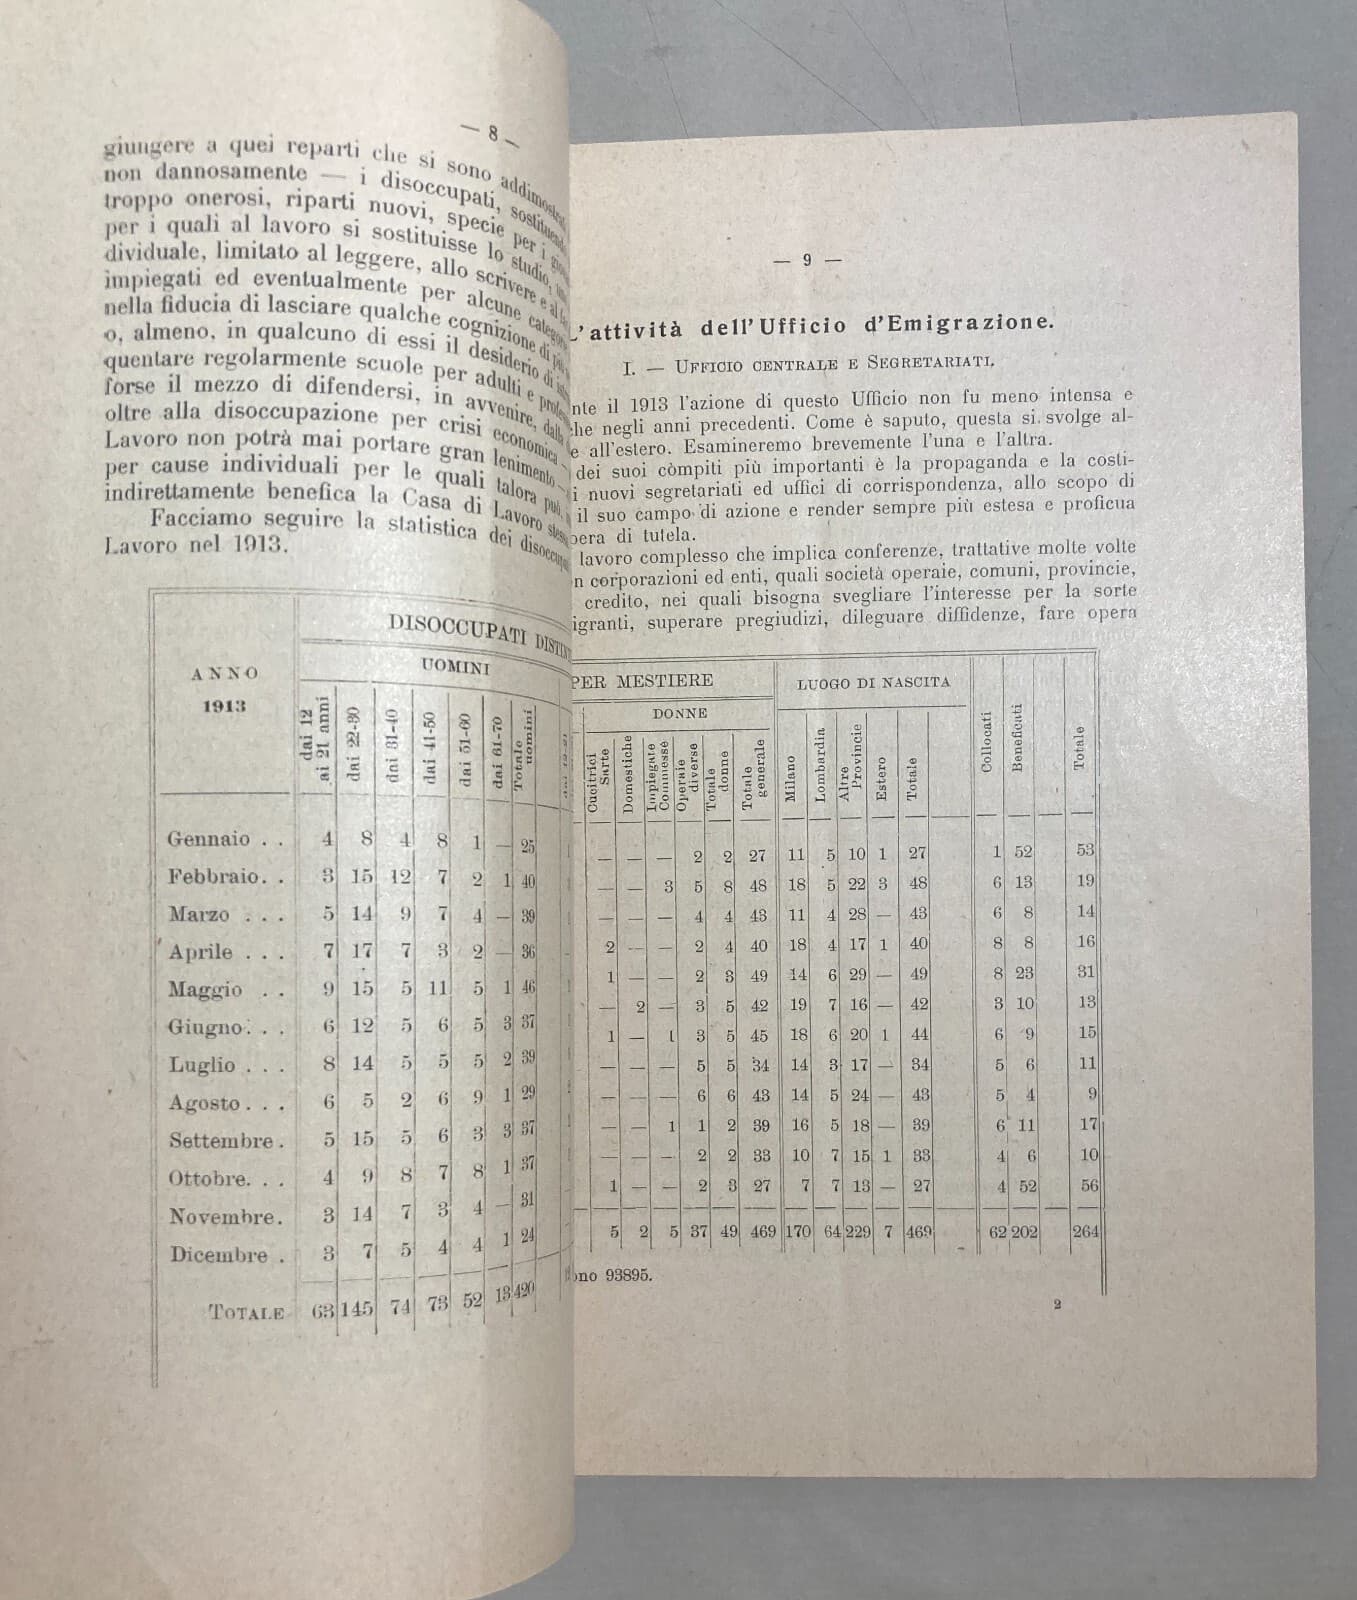 — 8 —
giungere a quei reparti che si sono
non dannosamente — i disoccupati,
troppo onerosi, riparti nuovi, specie per i
per i quali al lavoro si sostituisse lo studio,
dividuale, limitato al leggere, allo scrivere e al
impiegati ed eventualmente per alcune
nella fiducia di lasciare qualche cognizione di
o, almeno, in qualcuno di essi il desiderio di
quentare regolarmente scuole per adulti e
forse il mezzo di difendersi, in avvenire,
oltre alla disoccupazione per crisi economica
Lavoro non potrà mai portare gran lenimento
per cause individuali per le quali talora può,
indirettamente benefica la Casa di Lavoro
Facciamo seguire la statistica dei
Lavoro nel 1913.
ANNO 1913
DISOCCUPATI
UOMINI
dai 12 ai 21 anni | dai 22-30 | dai 31-40 | dai 41-50 | dai 51-60 | dai 61-70 | Totale uomini
Gennaio . . 4 8 4 8 1 — 25
Febbraio. . 3 15 12 7 2 1 40
Marzo . . . 5 14 9 7 4 — 39
Aprile . . . 7 17 7 3 2 — 36
Maggio . . 9 15 5 11 5 1 46
Giugno. . . 6 12 5 6 5 3 37
Luglio . . . 8 14 5 5 5 2 39
Agosto. . . 6 5 2 6 9 1 29
Settembre . 5 15 5 6 3 3 37
Ottobre. . . 4 9 8 7 8 1 37
Novembre. 3 14 7 3 4 — 31
Dicembre . 3 7 5 4 4 1 24
TOTALE 63 145 74 73 52 13 420
— 9 —
L'attività dell'Ufficio d'Emigrazione.
I. — UFFICIO CENTRALE E SEGRETARIATI.
il 1913 l'azione di questo Ufficio non fu meno intensa e
che negli anni precedenti. Come è saputo, questa si svolge al-
e all'estero. Esamineremo brevemente l'una e l'altra.
dei suoi còmpiti più importanti è la propaganda e la costi-
i nuovi segretariati ed uffici di corrispondenza, allo scopo di
il suo campo di azione e render sempre più estesa e proficua
opera di tutela.
lavoro complesso che implica conferenze, trattative molte volte
n corporazioni ed enti, quali società operaie, comuni, provincie,
credito, nei quali bisogna svegliare l'interesse per la sorte
igranti, superare pregiudizi, dileguare diffidenze, fare opera
PER MESTIERE
LUOGO DI NASCITA
DONNE
Cucitrici Sarte | Domestiche | Impiegate Commesse | Operaie diverse | Totale donne | Totale generale | Milano | Lombardia | Altre Provincie | Estero | Totale | Collocati | Beneficati | Totale
— — — 2 2 27 11 5 10 1 27 1 52 53
— — 3 5 8 48 18 5 22 3 48 6 13 19
— — — 4 4 43 11 4 28 — 43 6 8 14
2 — — 2 4 40 18 4 17 1 40 8 8 16
1 — — 2 3 49 14 6 29 — 49 8 23 31
— 2 — 3 5 42 19 7 16 — 42 3 10 13
1 — 1 3 5 45 18 6 20 1 44 6 9 15
— — — 5 5 34 14 3 17 — 34 5 6 11
— — — 6 6 43 14 5 24 — 43 5 4 9
— — 1 1 2 39 16 5 18 — 39 6 11 17
— — — 2 2 33 10 7 15 1 33 4 6 10
1 — — 2 3 27 7 7 13 — 27 4 52 56
5 2 5 37 49 469 170 64 229 7 469 62 202 264
ono 93895.
2